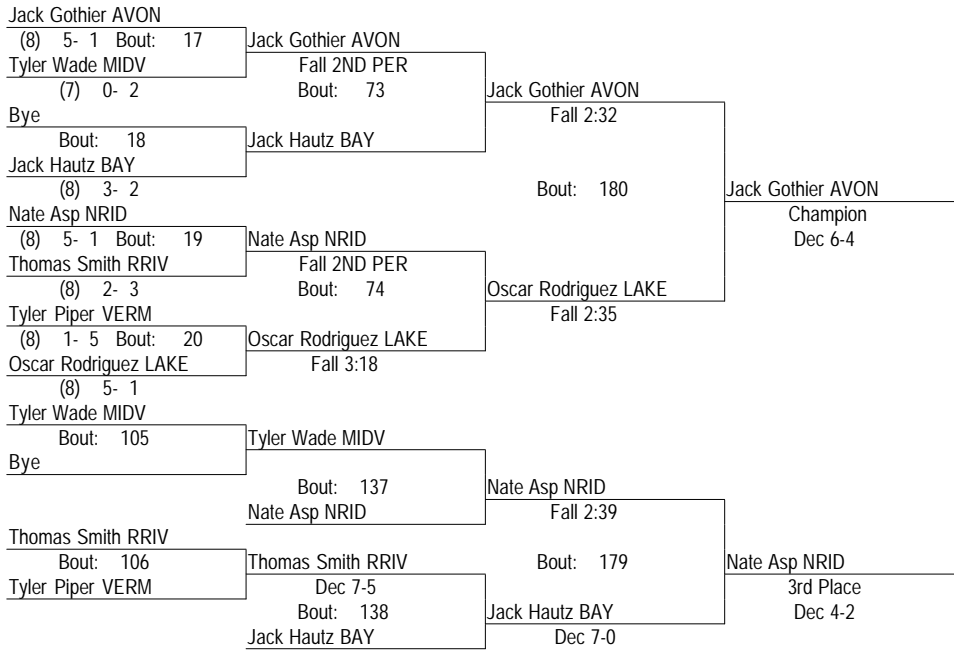 Jack Gothier AVON
(8) 5- 1 Bout: 17 Jack Gothier AVON
Tyler Wade MIDV Fall 2ND PER
(7) 0- 2 Bout: 73 Jack Gothier AVON
Bye Fall 2:32
Bout: 18 Jack Hautz BAY
Jack Hautz BAY
(8) 3- 2 Bout: 180 Jack Gothier AVON
Nate Asp NRID Champion
(8) 5- 1 Bout: 19 Nate Asp NRID Dec 6-4
Thomas Smith RRIV Fall 2ND PER
(8) 2- 3 Bout: 74 Oscar Rodriguez LAKE
Tyler Piper VERM Fall 2:35
(8) 1- 5 Bout: 20 Oscar Rodriguez LAKE
Oscar Rodriguez LAKE Fall 3:18
(8) 5- 1
Tyler Wade MIDV
Bout: 105 Tyler Wade MIDV
Bye
Bout: 137 Nate Asp NRID
Nate Asp NRID Fall 2:39
Thomas Smith RRIV
Bout: 106 Thomas Smith RRIV Bout: 179 Nate Asp NRID
Tyler Piper VERM Dec 7-5 3rd Place
Bout: 138 Jack Hautz BAY Dec 4-2
Jack Hautz BAY Dec 7-0